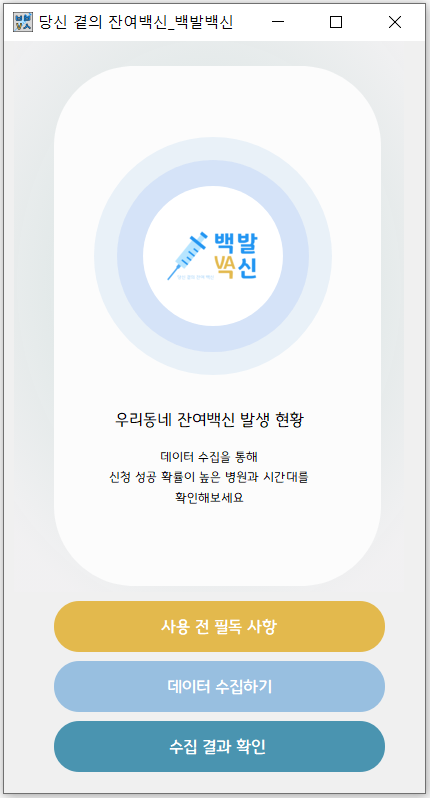 당신 곁의 잔여백신_백발백신
백발
VA신
우리동네 잔여백신 발생 현황
데이터 수집을 통해
신청 성공 확률이 높은 병원과 시간대를
확인해보세요
사용 전 필독 사항
데이터 수집하기
수집 결과 확인